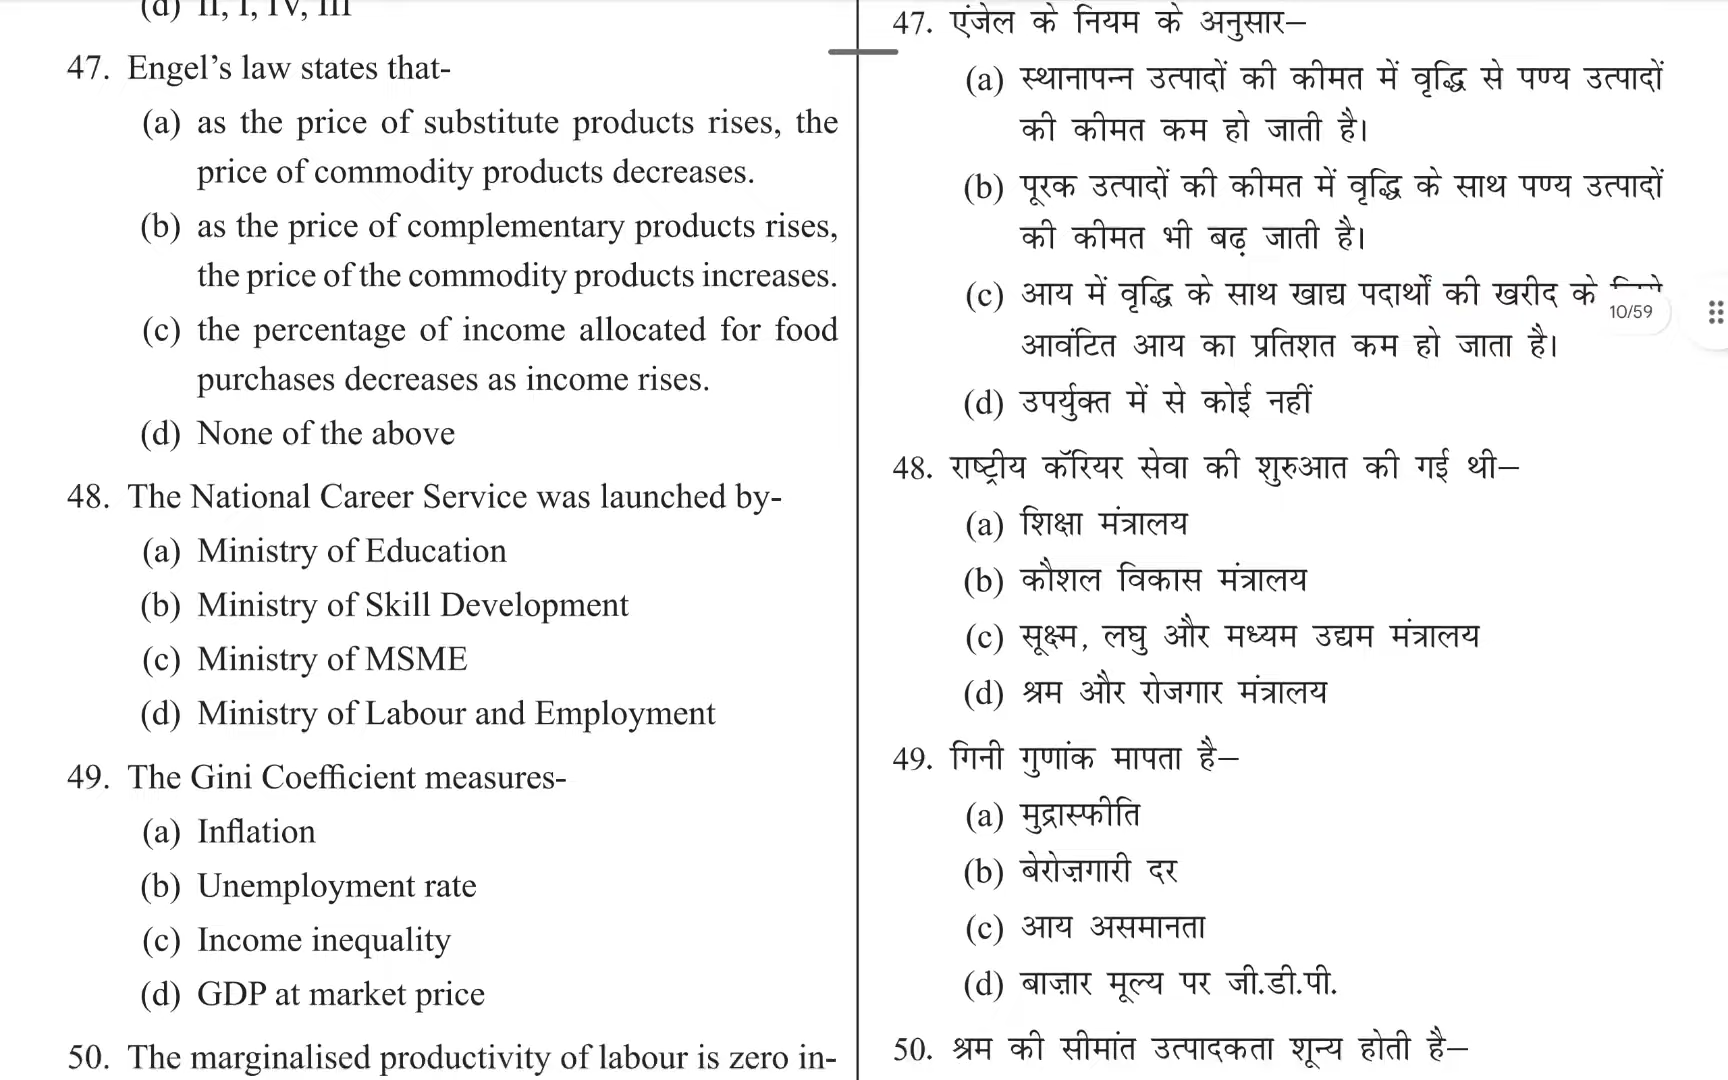 (d) II, I, IV, III
47. Engel’s law states that-
(a) as the price of substitute products rises, the
price of commodity products decreases.
(b) as the price of complementary products rises,
the price of the commodity products increases.
(c) the percentage of income allocated for food
purchases decreases as income rises.
(d) None of the above
48. The National Career Service was launched by-
(a) Ministry of Education
(b) Ministry of Skill Development
(c) Ministry of MSME
(d) Ministry of Labour and Employment
49. The Gini Coefficient measures-
(a) Inflation
(b) Unemployment rate
(c) Income inequality
(d) GDP at market price
50. The marginalised productivity of labour is zero in-
47. एंजेल के नियम के अनुसार–
(a) स्थानापन्न उत्पादों की कीमत में वृद्धि से पण्य उत्पादों
की कीमत कम हो जाती है।
(b) पूरक उत्पादों की कीमत में वृद्धि के साथ पण्य उत्पादों
की कीमत भी बढ़ जाती है।
(c) आय में वृद्धि के साथ खाद्य पदार्थों की खरीद के
10/59
आवंटित आय का प्रतिशत कम हो जाता है।
(d) उपर्युक्त में से कोई नहीं
48. राष्ट्रीय कॅरियर सेवा की शुरुआत की गई थी–
(a) शिक्षा मंत्रालय
(b) कौशल विकास मंत्रालय
(c) सूक्ष्म, लघु और मध्यम उद्यम मंत्रालय
(d) श्रम और रोजगार मंत्रालय
49. गिनी गुणांक मापता है–
(a) मुद्रास्फीति
(b) बेरोज़गारी दर
(c) आय असमानता
(d) बाज़ार मूल्य पर जी.डी.पी.
50. श्रम की सीमांत उत्पादकता शून्य होती है–